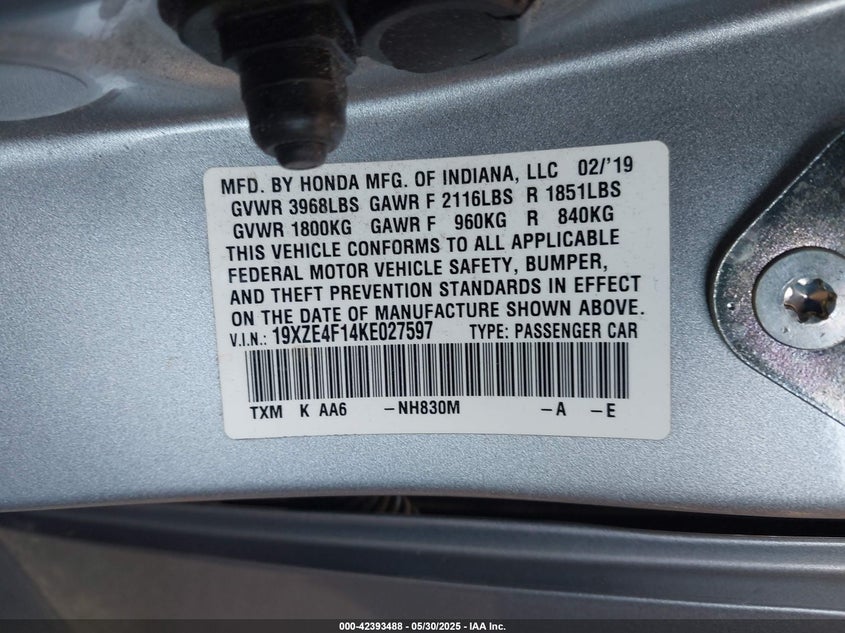 MFD. BY HONDA MFG. OF INDIANA, LLC 02/'19
GVWR 3968LBS GAWR F 2116LBS R 1851LBS
GVWR 1800KG GAWR F 960KG R 840KG
THIS VEHICLE CONFORMS TO ALL APPLICABLE
FEDERAL MOTOR VEHICLE SAFETY, BUMPER,
AND THEFT PREVENTION STANDARDS IN EFFECT
ON THE DATE OF MANUFACTURE SHOWN ABOVE.
V.I.N.: 19XZE4F14KE027597 TYPE: PASSENGER CAR
TXM K AA6 -NH830M -A -E
000-42393488 - 05/30/2025 - IAA Inc.